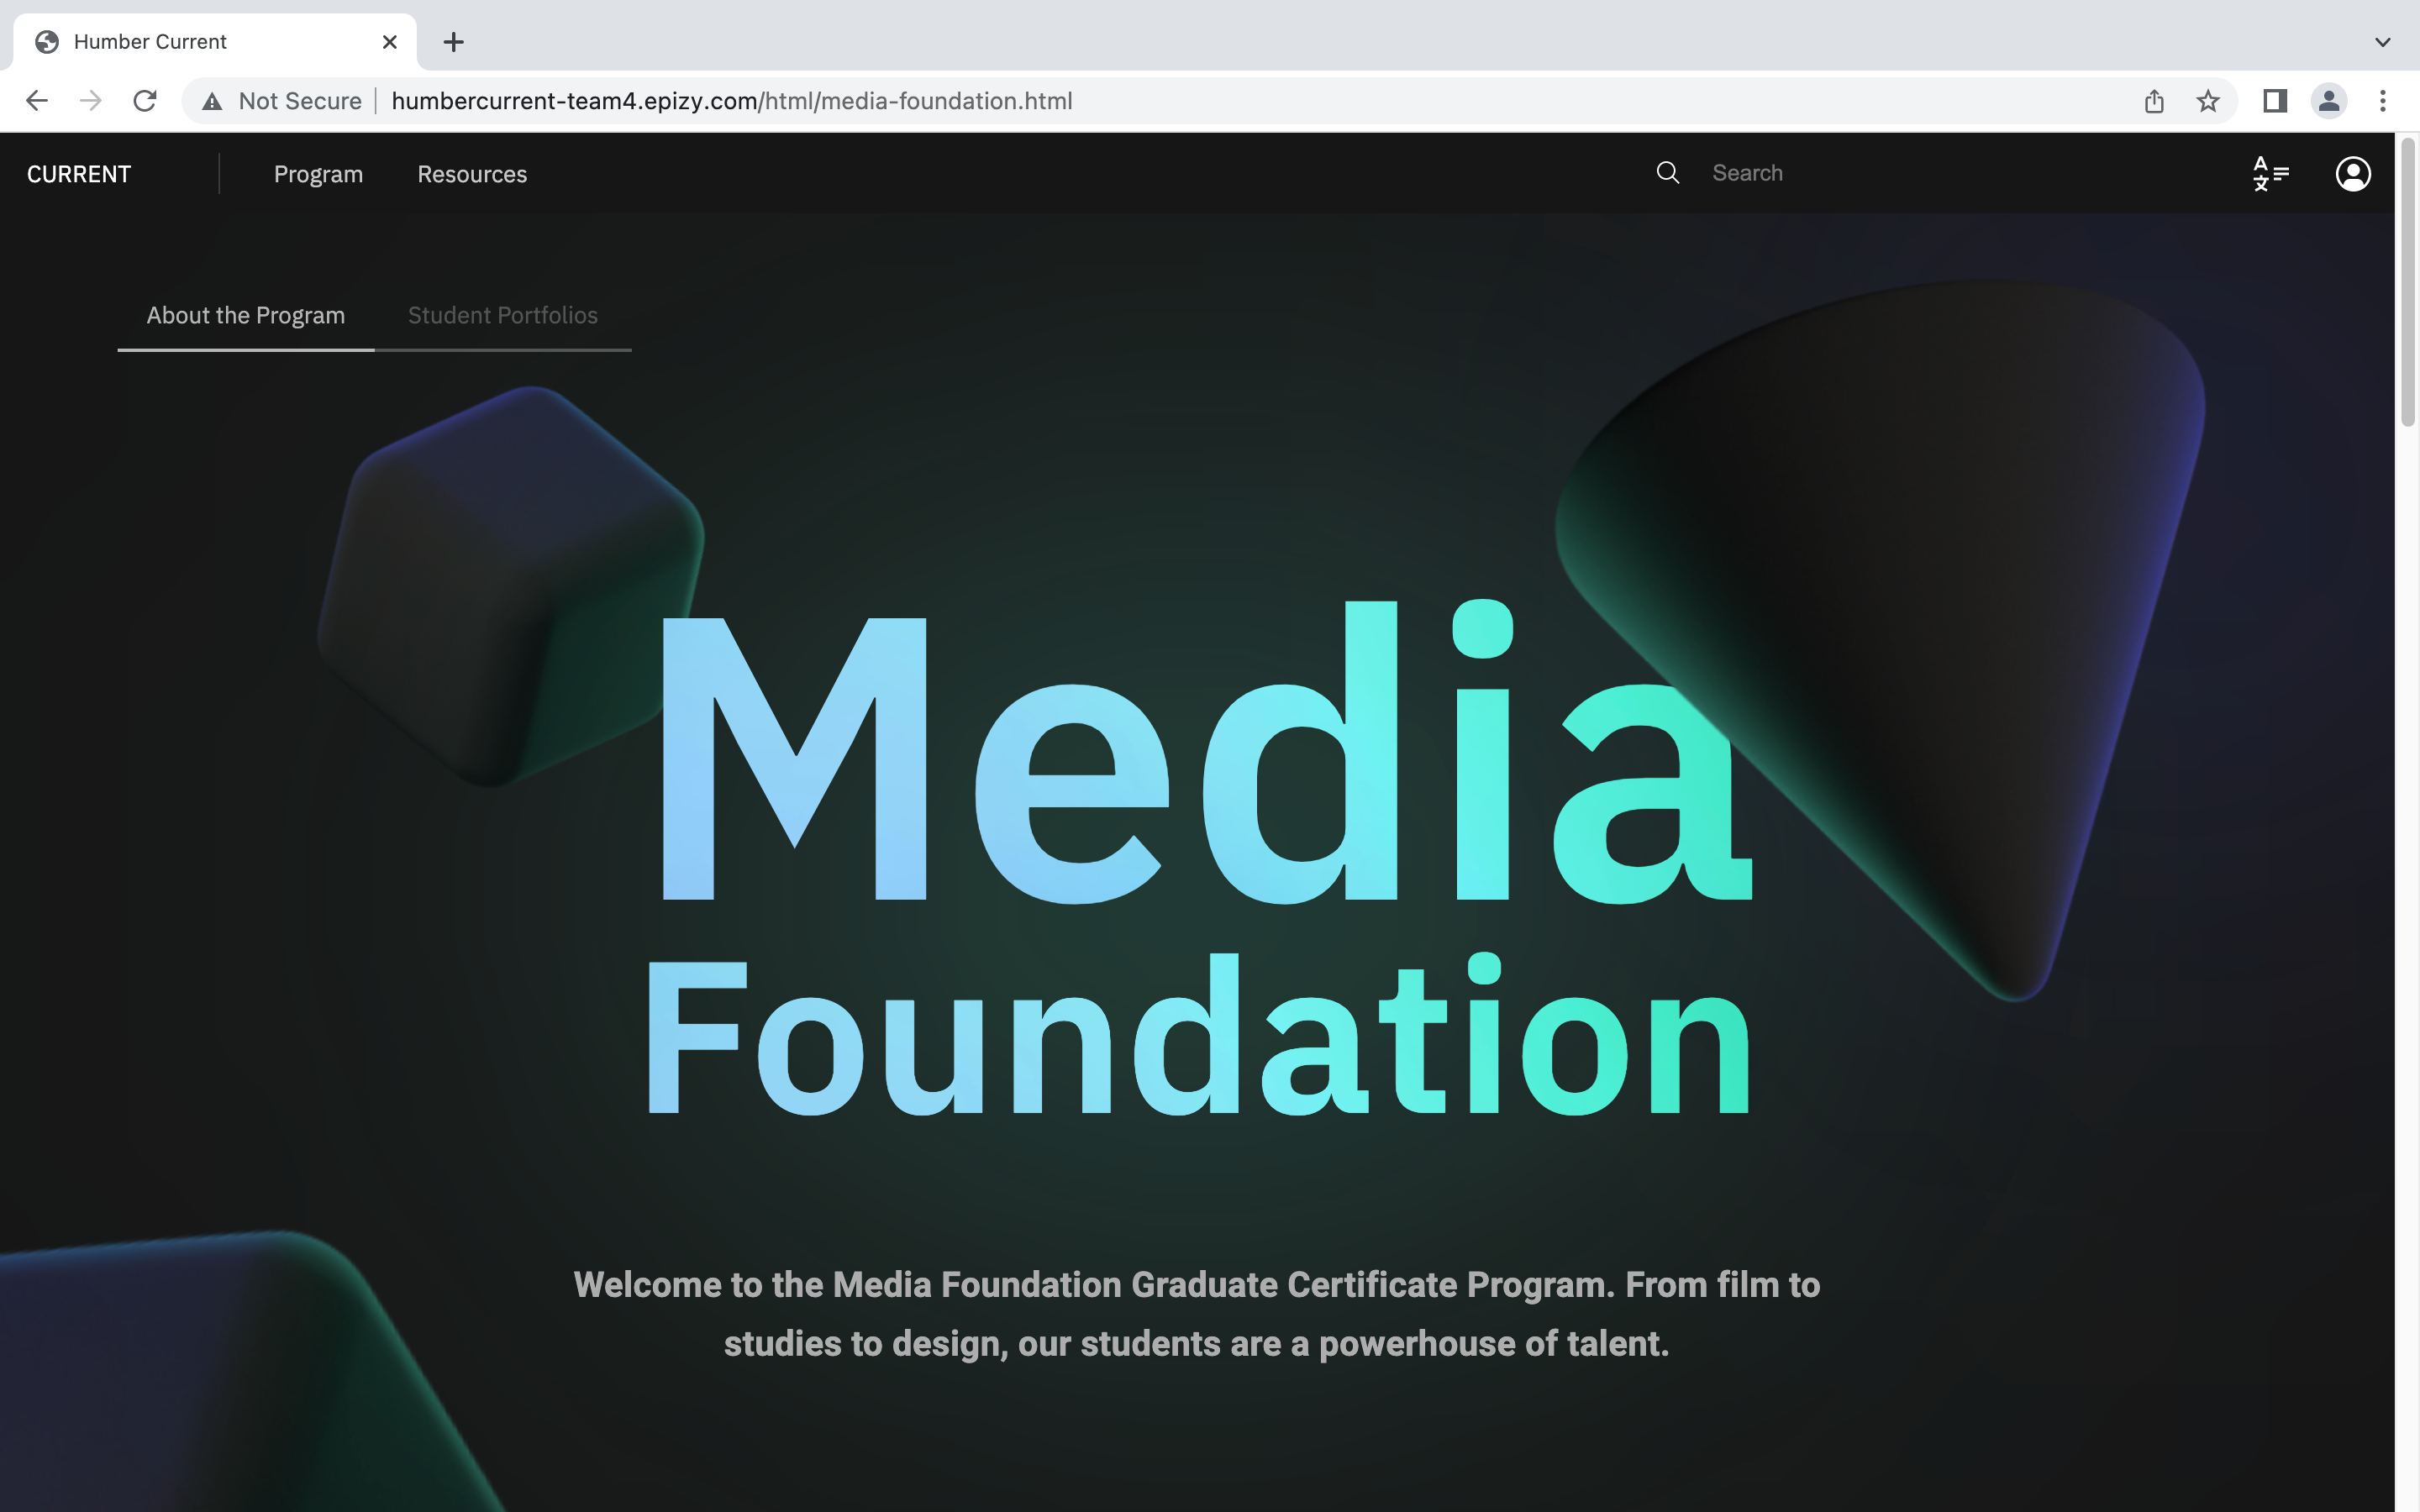 Humber Current
Not Secure humbercurrent-team4.epizy.com/html/media-foundation.html
CURRENT Program Resources Search
About the Program Student Portfolios
Media
Foundation
Welcome to the Media Foundation Graduate Certificate Program. From film to
studies to design, our students are a powerhouse of talent.